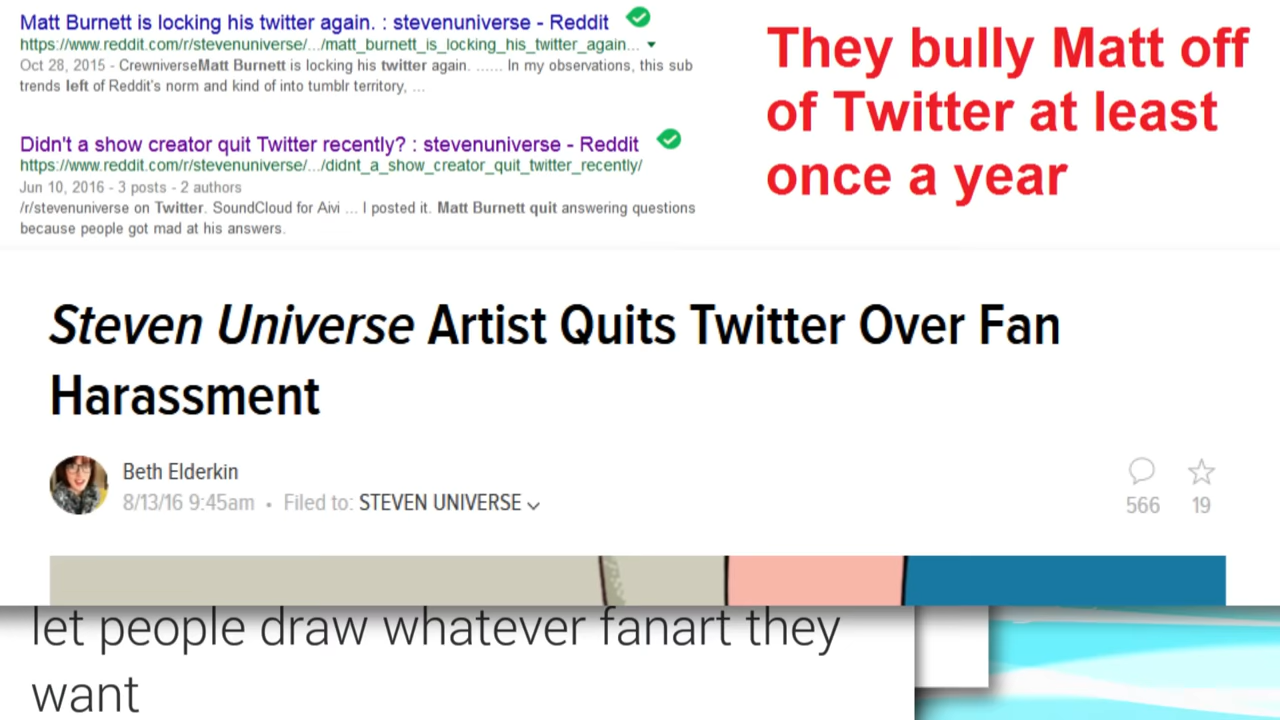 Matt Burnett is locking his twitter again. : stevenuniverse - Reddit
https://www.reddit.com/r/stevenuniverse/.../matt_burnett_is_locking_his_twitter_again...
Oct 28, 2015 - CrewniverseMatt Burnett is locking his twitter again. ...... In my observations, this sub
trends left of Reddit's norm and kind of into tumblr territory, ...
Didn't a show creator quit Twitter recently? : stevenuniverse - Reddit
https://www.reddit.com/r/stevenuniverse/.../didnt_a_show_creator_quit_twitter_recently/
Jun 10, 2016 - 3 posts - 2 authors
/r/stevenuniverse on Twitter. SoundCloud for Aivi ... I posted it. Matt Burnett quit answering questions
because people got mad at his answers.
They bully Matt off
of Twitter at least
once a year
Steven Universe Artist Quits Twitter Over Fan
Harassment
Beth Elderkin
8/13/16 9:45am • Filed to: STEVEN UNIVERSE
566 19
let people draw whatever fanart they
want